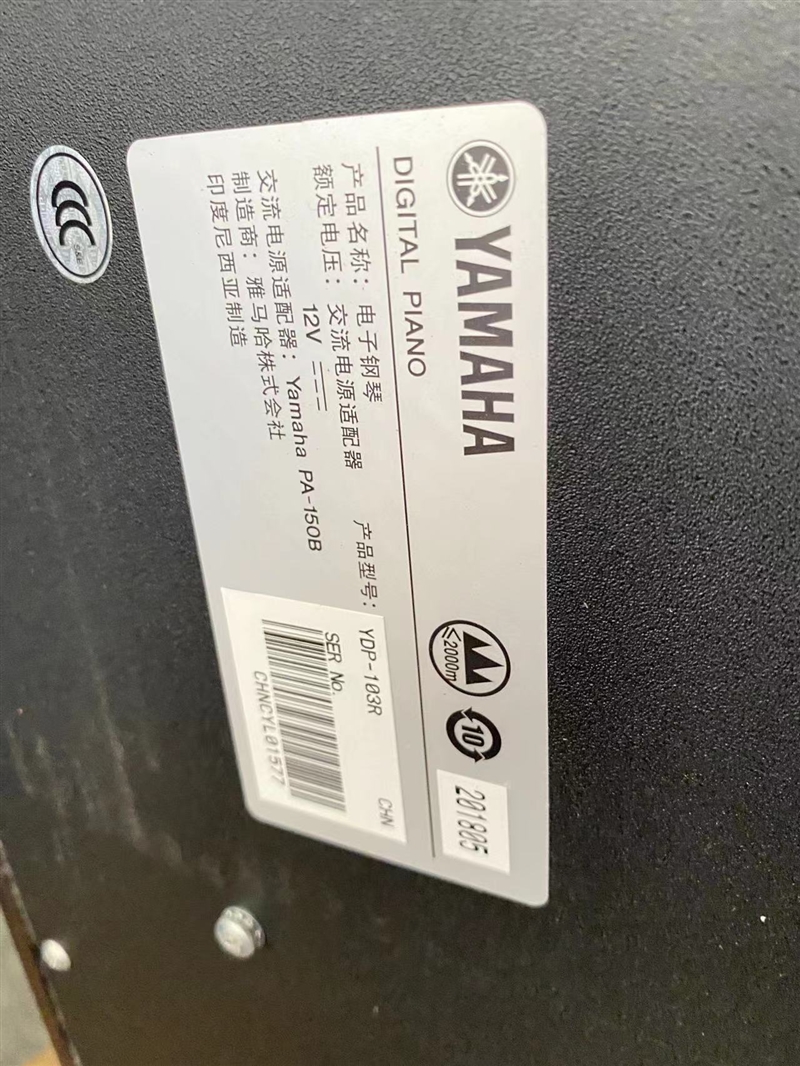 YAMAHA
≤2000m
10
201805
DIGITAL PIANO
产品名称：电子钢琴
产品型号：
YDP-103R
CHN
额定电压：交流电源适配器
12V
SER No.
交流电源适配器：Yamaha PA-150B
制造商：雅马哈株式会社
CHNCYL01577
印度尼西亚制造
CCC
S&E